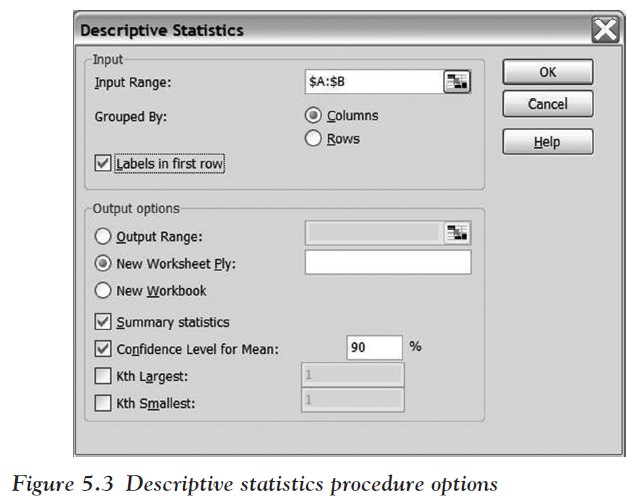 Descriptive Statistics
Input
Input Range:
$A:$B
Grouped By:
Columns
Rows
Labels in first row
OK
Cancel
Help
Output options
Output Range:
New Worksheet Ply:
New Workbook
Summary statistics
Confidence Level for Mean:
90 %
Kth Largest:
1
Kth Smallest:
1
Figure 5.3 Descriptive statistics procedure options